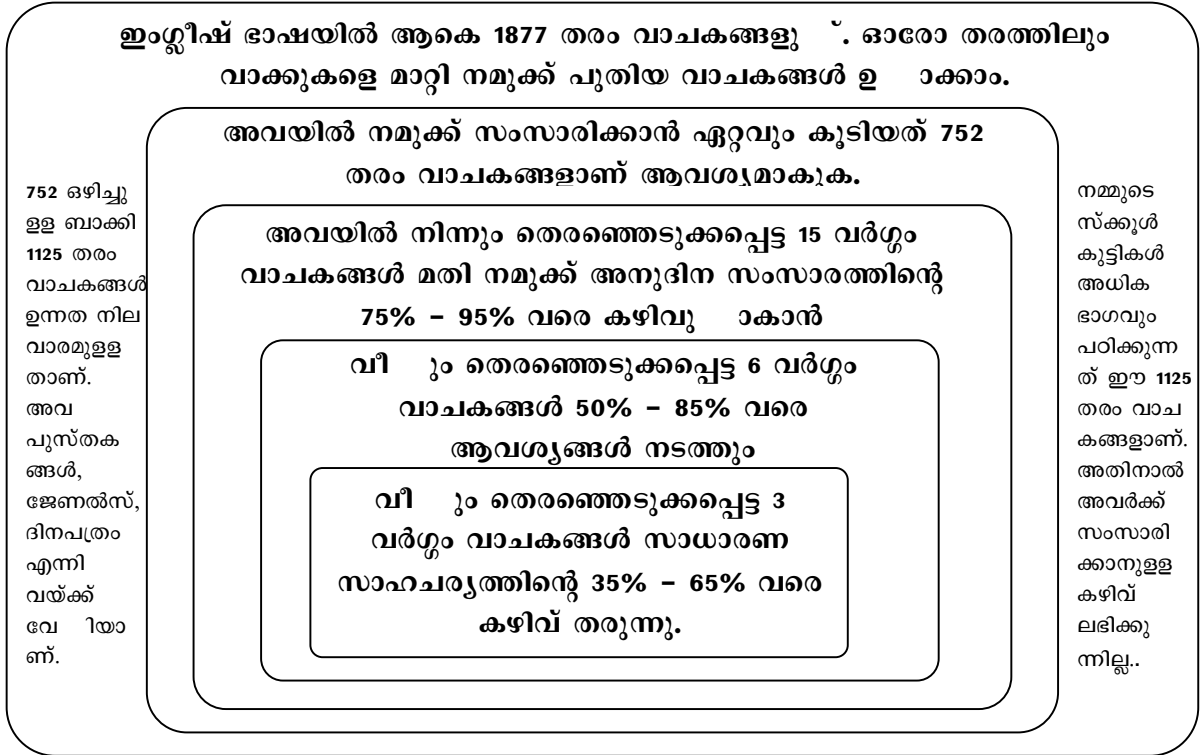 ഇംഗ്ലീഷ് ഭാഷയിൽ ആകെ 1877 തരം വാചകങ്ങളു ്. ഓരോ തരത്തിലും
വാക്കുകളെ മാറ്റി നമുക്ക് പുതിയ വാചകങ്ങൾ ഉ ാക്കാം.
അവയിൽ നമുക്ക് സംസാരിക്കാൻ ഏറ്റവും കൂടിയത് 752
തരം വാചകങ്ങളാണ് ആവശ്യമാകുക.
752 ഒഴിച്ചു
ളള ബാക്കി
1125 തരം
വാചകങ്ങൾ
ഉന്നത നില
വാരമുളള
താണ്.
അവ
പുസ്തക
ങ്ങൾ,
ജേണൽസ്,
ദിനപത്രം
എന്നി
വയ്ക്ക്
വേ ിയാ
ണ്.
അവയിൽ നിന്നും തെരഞ്ഞെടുക്കപ്പെട്ട 15 വർഗ്ഗം
വാചകങ്ങൾ മതി നമുക്ക് അനുദിന സംസാരത്തിന്റെ
75% – 95% വരെ കഴിവു ാകാൻ
വീ ും തെരഞ്ഞെടുക്കപ്പെട്ട 6 വർഗ്ഗം
വാചകങ്ങൾ 50% – 85% വരെ
ആവശ്യങ്ങൾ നടത്തും
വീ ും തെരഞ്ഞെടുക്കപ്പെട്ട 3
വർഗ്ഗം വാചകങ്ങൾ സാധാരണ
സാഹചര്യത്തിന്റെ 35% – 65% വരെ
കഴിവ് തരുന്നു.
നമ്മുടെ
സ്ക്കൂൾ
കുട്ടികൾ
അധിക
ഭാഗവും
പഠിക്കുന്ന
ത് ഈ 1125
തരം വാച
കങ്ങളാണ്.
അതിനാൽ
അവർക്ക്
സംസാരി
ക്കാനുളള
കഴിവ്
ലഭിക്കു
ന്നില്ല..